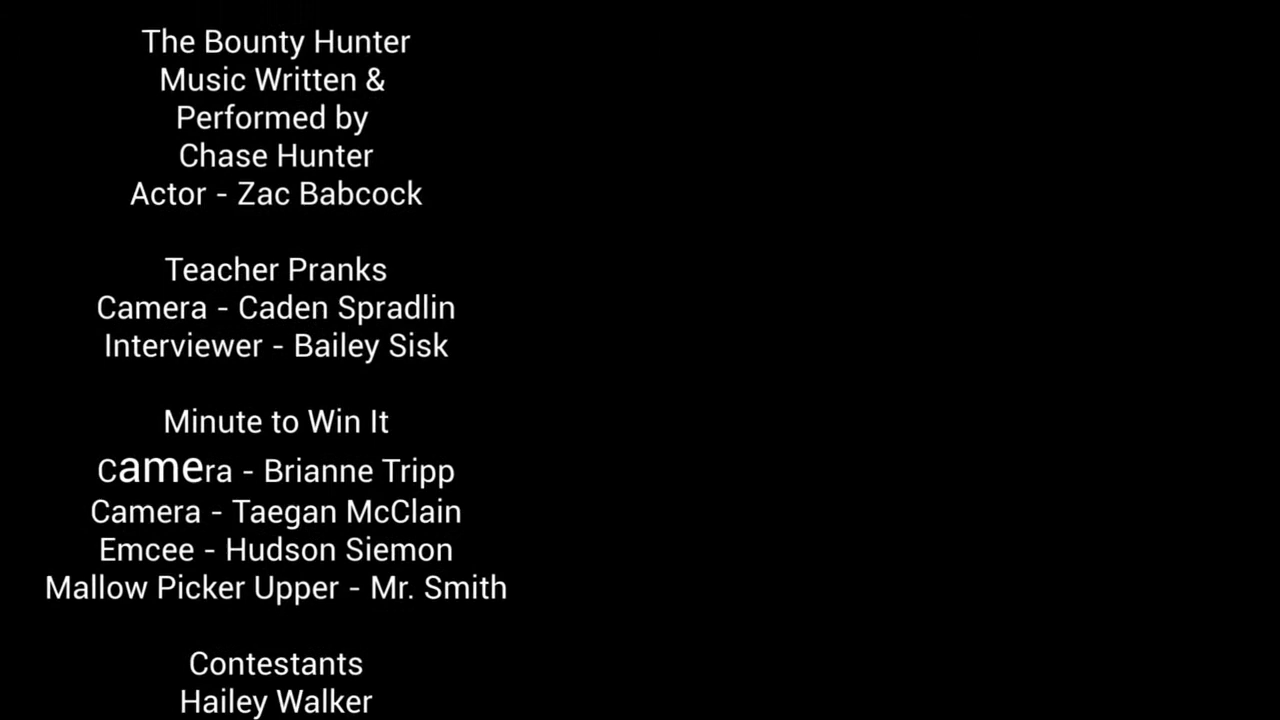 The Bounty Hunter
Music Written &
Performed by
Chase Hunter
Actor - Zac Babcock
Teacher Pranks
Camera - Caden Spradlin
Interviewer - Bailey Sisk
Minute to Win It
Camera - Brianne Tripp
Camera - Taegan McClain
Emcee - Hudson Siemon
Mallow Picker Upper - Mr. Smith
Contestants
Hailey Walker